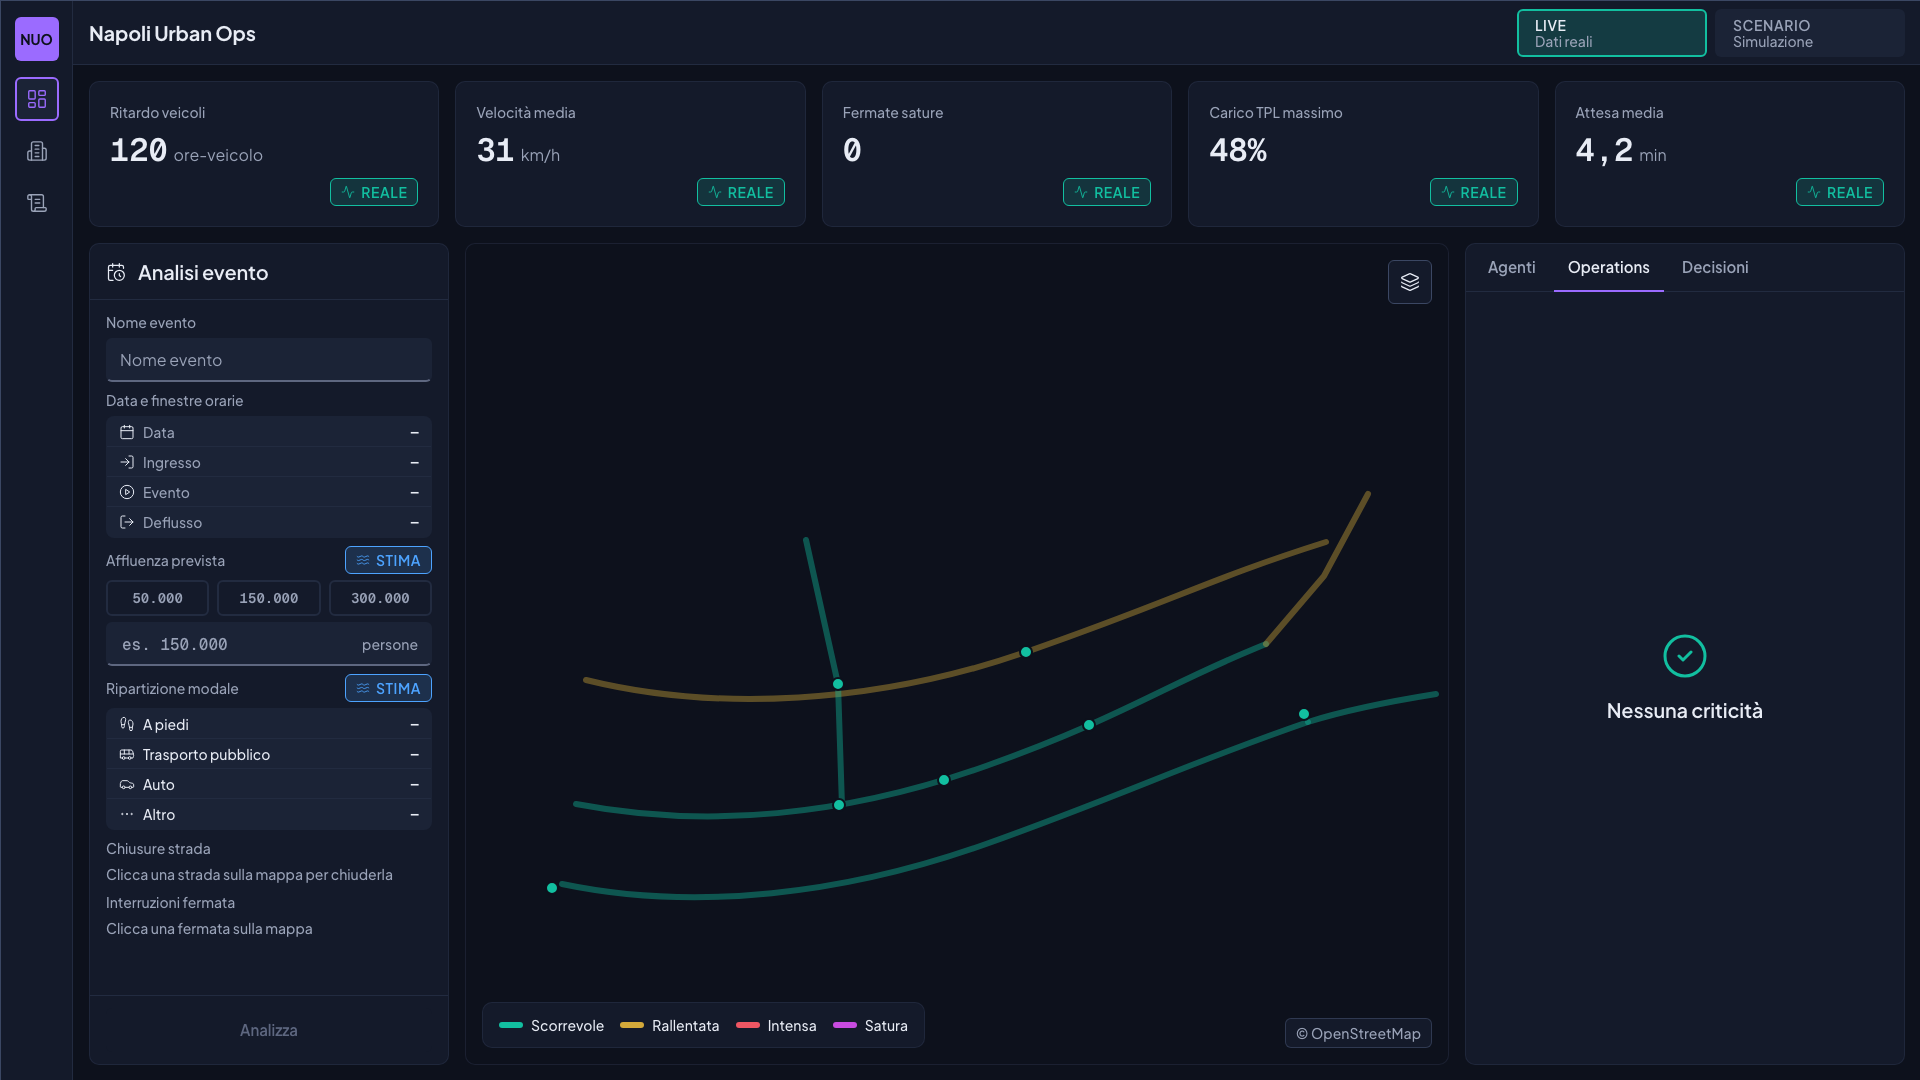 NUO
Napoli Urban Ops
LIVE
Dati reali
SCENARIO
Simulazione
Ritardo veicoli
120 ore-veicolo
REALE
Velocità media
31 km/h
REALE
Fermate sature
0
REALE
Carico TPL massimo
48%
REALE
Attesa media
4,2 min
REALE
Analisi evento
Nome evento
Nome evento
Data e finestre orarie
Data –
Ingresso –
Evento –
Deflusso –
Affluenza prevista STIMA
50.000 150.000 300.000
es. 150.000 persone
Ripartizione modale STIMA
A piedi –
Trasporto pubblico –
Auto –
Altro –
Chiusure strada
Clicca una strada sulla mappa per chiuderla
Interruzioni fermata
Clicca una fermata sulla mappa
Analizza
Scorrevole Rallentata Intensa Satura
© OpenStreetMap
Agenti Operations Decisioni
Nessuna criticità